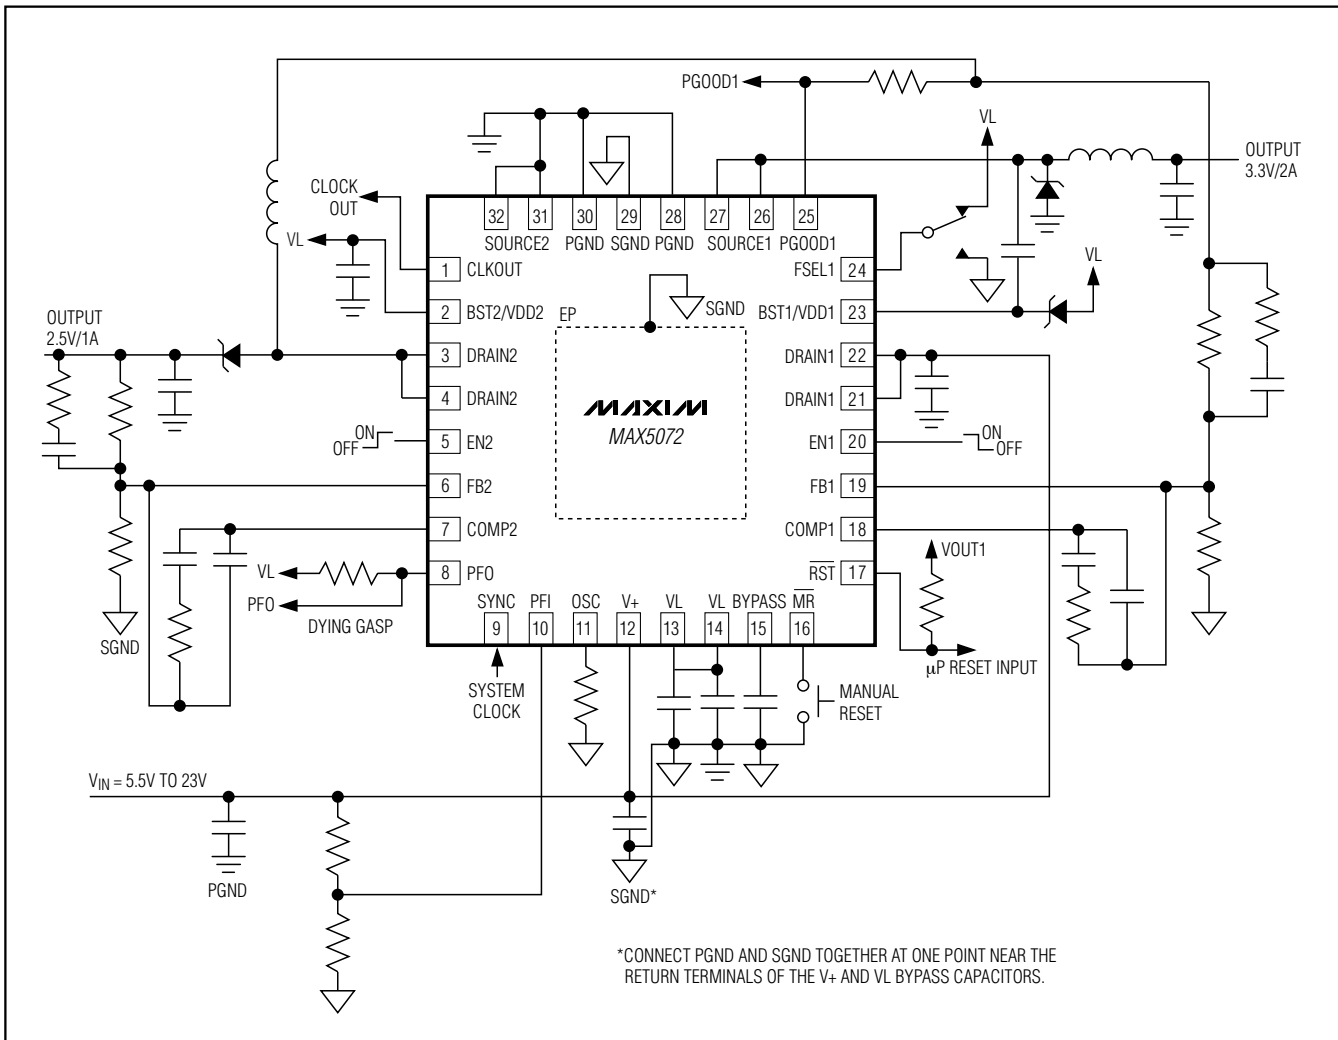 PGOOD1
VL
OUTPUT
3.3V/2A
CLOCK
OUT
32
31
30
29
28
27
26
25
SOURCE2
PGND
SGND
PGND
SOURCE1
PGOOD1
VL
1
CLKOUT
FSEL1
24
VL
2
BST2/VDD2
EP
SGND
BST1/VDD1
23
OUTPUT
2.5V/1A
3
DRAIN2
DRAIN1
22
4
DRAIN2
DRAIN1
21
MAXIM
MAX5072
ON
OFF
5
EN2
EN1
20
ON
OFF
6
FB2
FB1
19
7
COMP2
COMP1
18
VL
8
PFO
RST
17
VOUT1
PFO
DYING GASP
SYNC
PFI
OSC
V+
VL
VL
BYPASS
MR
9
10
11
12
13
14
15
16
SGND
SYSTEM
CLOCK
MANUAL
RESET
µP RESET INPUT
VIN = 5.5V TO 23V
PGND
SGND*
*CONNECT PGND AND SGND TOGETHER AT ONE POINT NEAR THE
RETURN TERMINALS OF THE V+ AND VL BYPASS CAPACITORS.